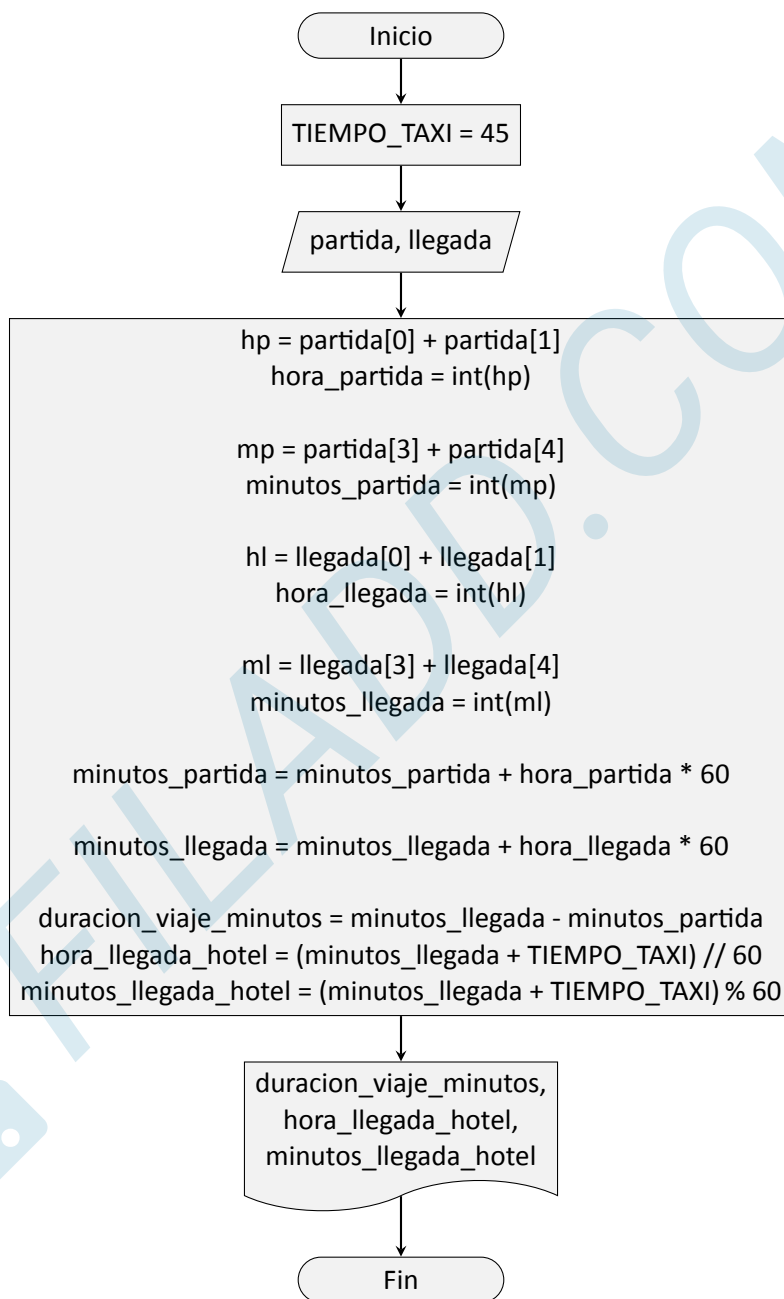 Inicio
TIEMPO_TAXI = 45
partida, llegada
hp = partida[0] + partida[1]
hora_partida = int(hp)
mp = partida[3] + partida[4]
minutos_partida = int(mp)
hl = llegada[0] + llegada[1]
hora_llegada = int(hl)
ml = llegada[3] + llegada[4]
minutos_llegada = int(ml)
minutos_partida = minutos_partida + hora_partida * 60
minutos_llegada = minutos_llegada + hora_llegada * 60
duracion_viaje_minutos = minutos_llegada - minutos_partida
hora_llegada_hotel = (minutos_llegada + TIEMPO_TAXI) // 60
minutos_llegada_hotel = (minutos_llegada + TIEMPO_TAXI) % 60
duracion_viaje_minutos,
hora_llegada_hotel,
minutos_llegada_hotel
Fin
FILADD.COM